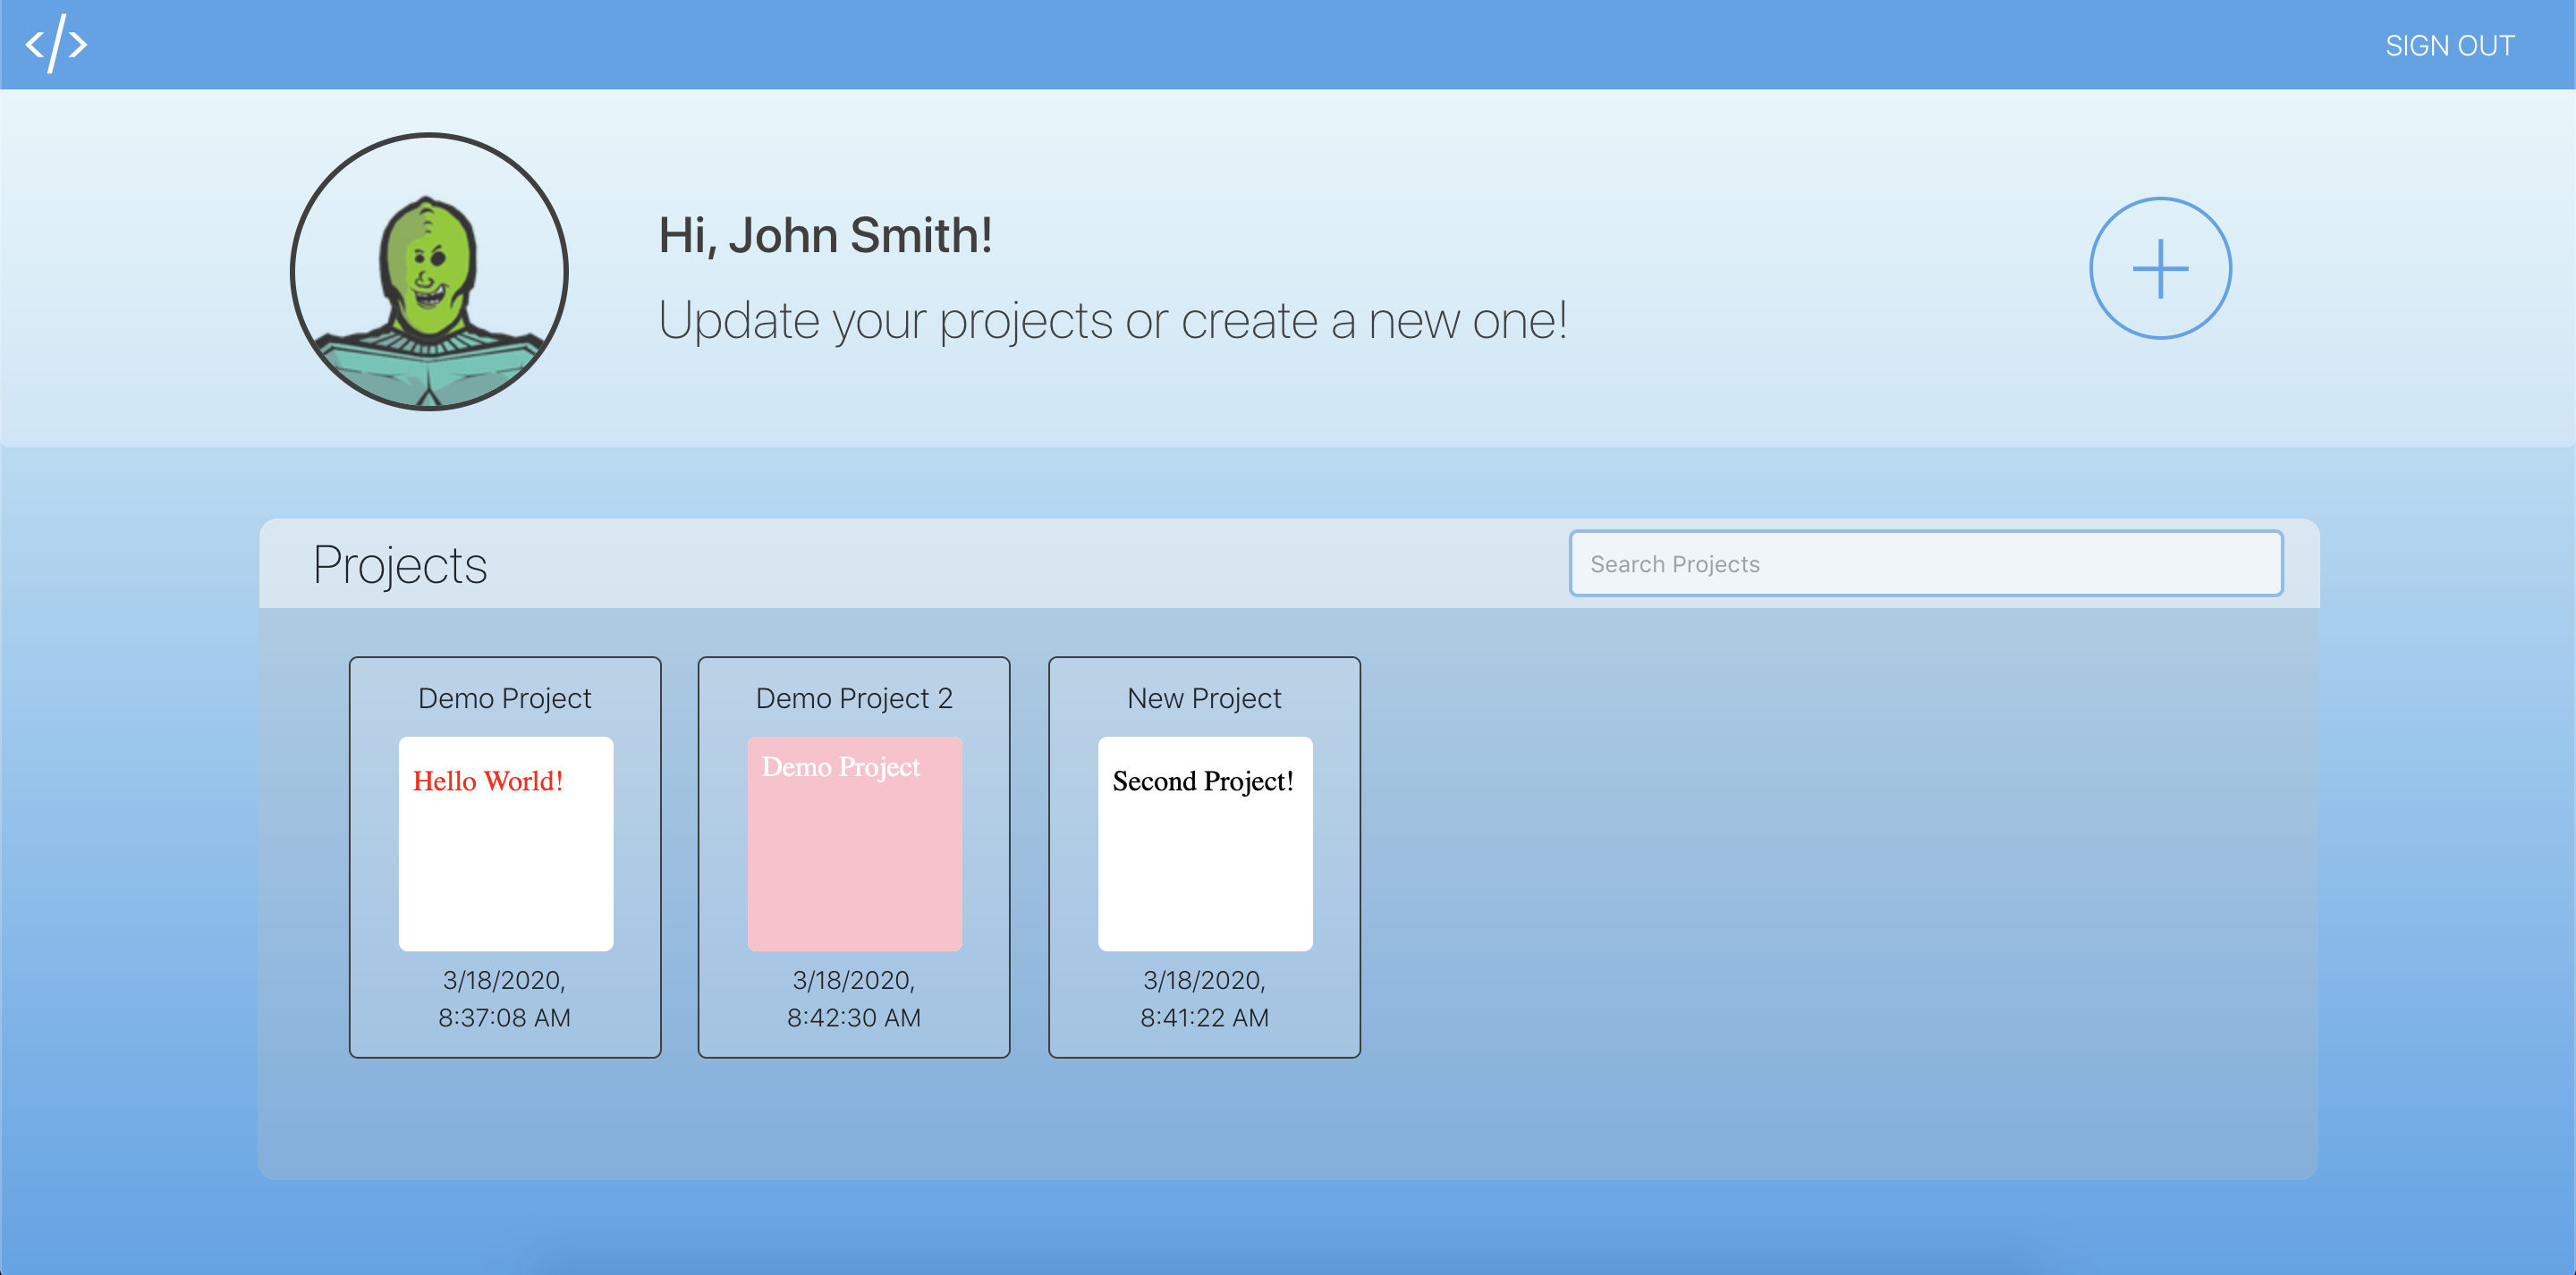 </>
SIGN OUT
Hi, John Smith!
Update your projects or create a new one!
Projects
Search Projects
Demo Project
Hello World!
3/18/2020,
8:37:08 AM
Demo Project 2
Demo Project
3/18/2020,
8:42:30 AM
New Project
Second Project!
3/18/2020,
8:41:22 AM